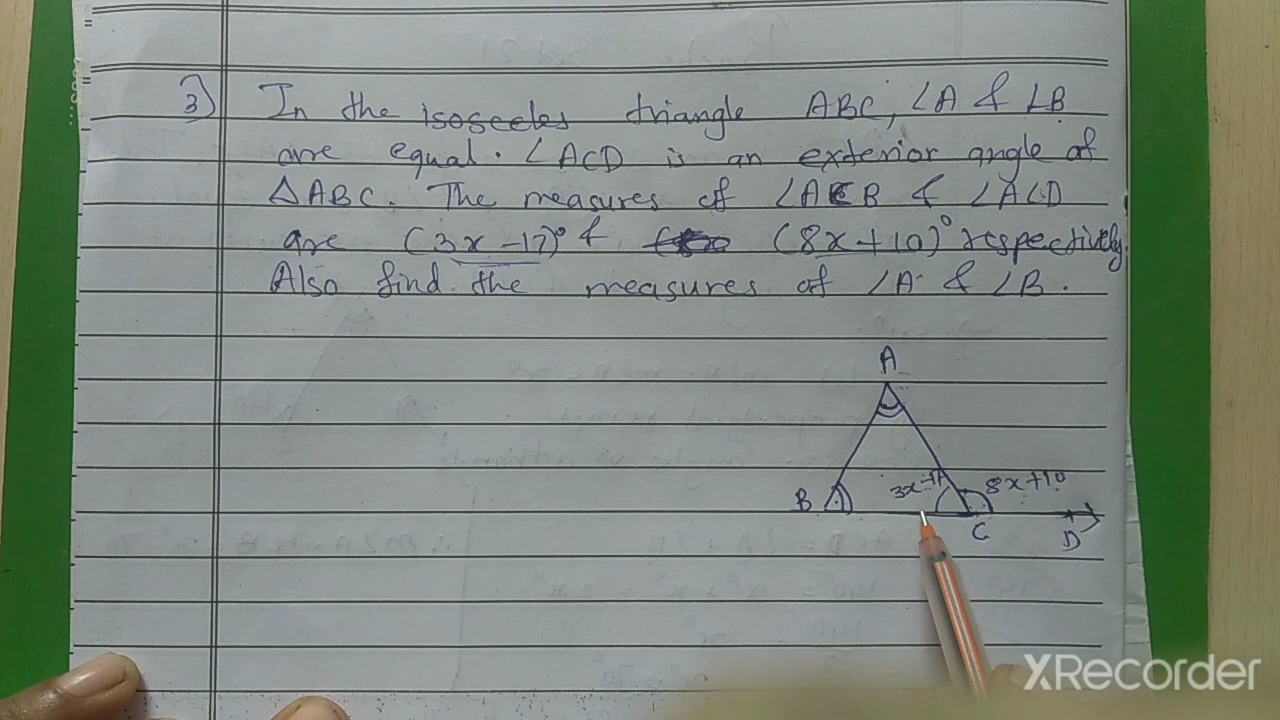 3) In the isosceles triangle ABC, ∠A & ∠B
are equal. ∠ACD is an exterior angle of
△ABC. The measures of ∠ACB & ∠ACD
are (3x-17)° & (8x+10)° respectively.
Also find the measures of ∠A & ∠B.
A
3x-17 8x+10
B
C
D
XRecorder